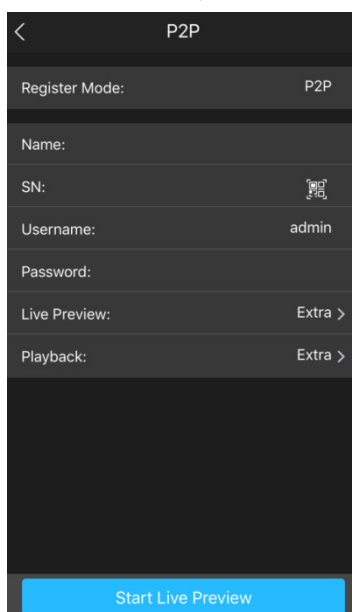 P2P
Register Mode: P2P
Name:
SN:
Username: admin
Password:
Live Preview: Extra >
Playback: Extra >
Start Live Preview